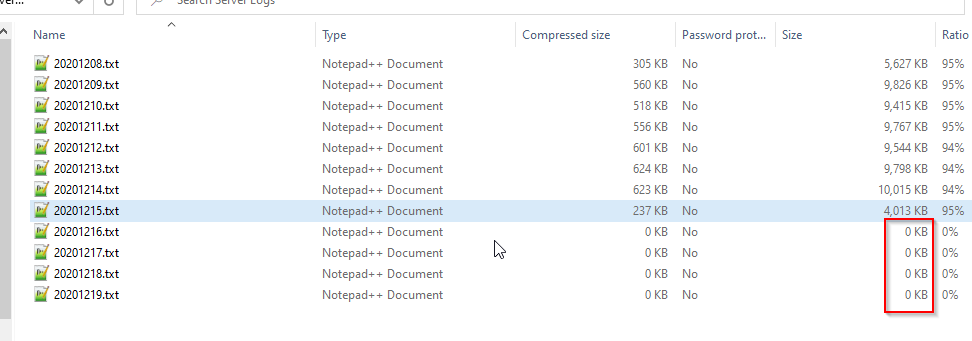 ver...
Search Server Logs
Name Type Compressed size Password prot... Size Ratio
20201208.txt Notepad++ Document 305 KB No 5,627 KB 95%
20201209.txt Notepad++ Document 560 KB No 9,826 KB 95%
20201210.txt Notepad++ Document 518 KB No 9,415 KB 95%
20201211.txt Notepad++ Document 556 KB No 9,767 KB 95%
20201212.txt Notepad++ Document 601 KB No 9,544 KB 94%
20201213.txt Notepad++ Document 624 KB No 9,798 KB 94%
20201214.txt Notepad++ Document 623 KB No 10,015 KB 94%
20201215.txt Notepad++ Document 237 KB No 4,013 KB 95%
20201216.txt Notepad++ Document 0 KB No 0 KB 0%
20201217.txt Notepad++ Document 0 KB No 0 KB 0%
20201218.txt Notepad++ Document 0 KB No 0 KB 0%
20201219.txt Notepad++ Document 0 KB No 0 KB 0%